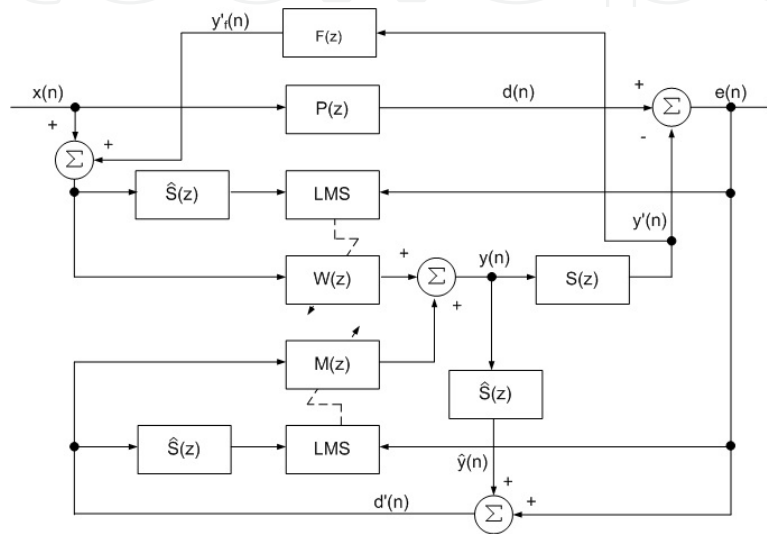 y'f(n)
F(z)
x(n)
P(z)
d(n)
+
Σ
e(n)
-
+
Σ
+
Ŝ(z)
LMS
y'(n)
W(z)
+
Σ
+
y(n)
S(z)
M(z)
Ŝ(z)
Ŝ(z)
LMS
ŷ(n)
d'(n)
+
Σ
+